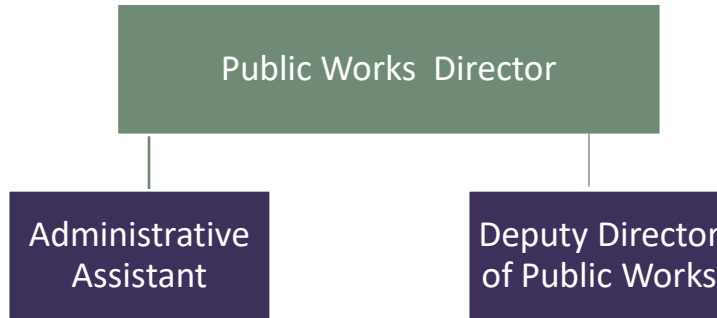 Public Works  Director
Administrative
Assistant
Deputy Director
of Public Works